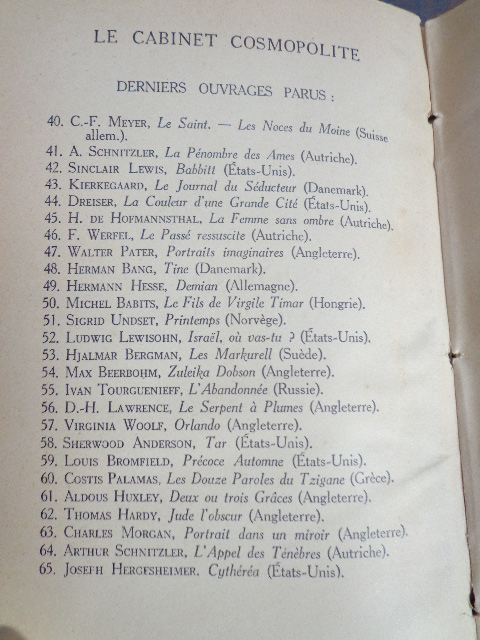 LE CABINET COSMOPOLITE
DERNIERS OUVRAGES PARUS :
40. C.-F. MEYER, Le Saint. — Les Noces du Moine (Suisse
allem.).
41. A. SCHNITZLER, La Pénombre des Ames (Autriche).
42. SINCLAIR LEWIS, Babbitt (États-Unis).
43. KIERKEGAARD, Le Journal du Séducteur (Danemark).
44. DREISER, La Couleur d'une Grande Cité (États-Unis).
45. H. DE HOFMANNSTHAL, La Femme sans ombre (Autriche).
46. F. WERFEL, Le Passé ressuscite (Autriche).
47. WALTER PATER, Portraits imaginaires (Angleterre).
48. HERMAN BANG, Tine (Danemark).
49. HERMANN HESSE, Demian (Allemagne).
50. MICHEL BABITS, Le Fils de Virgile Timar (Hongrie).
51. SIGRID UNDSET, Printemps (Norvège).
52. LUDWIG LEWISOHN, Israël, où vas-tu ? (États-Unis).
53. HJALMAR BERGMAN, Les Markurell (Suède).
54. MAX BEERBOHM, Zuleika Dobson (Angleterre).
55. IVAN TOURGUENIEFF, L'Abandonnée (Russie).
56. D.-H. LAWRENCE, Le Serpent à Plumes (Angleterre).
57. VIRGINIA WOOLF, Orlando (Angleterre).
58. SHERWOOD ANDERSON, Tar (États-Unis).
59. LOUIS BROMFIELD, Précoce Automne (États-Unis).
60. COSTIS PALAMAS, Les Douze Paroles du Tzigane (Grèce).
61. ALDOUS HUXLEY, Deux ou trois Grâces (Angleterre).
62. THOMAS HARDY, Jude l'obscur (Angleterre).
63. CHARLES MORGAN, Portrait dans un miroir (Angleterre).
64. ARTHUR SCHNITZLER, L'Appel des Ténèbres (Autriche).
65. JOSEPH HERGESHEIMER. Cythéréa (États-Unis).